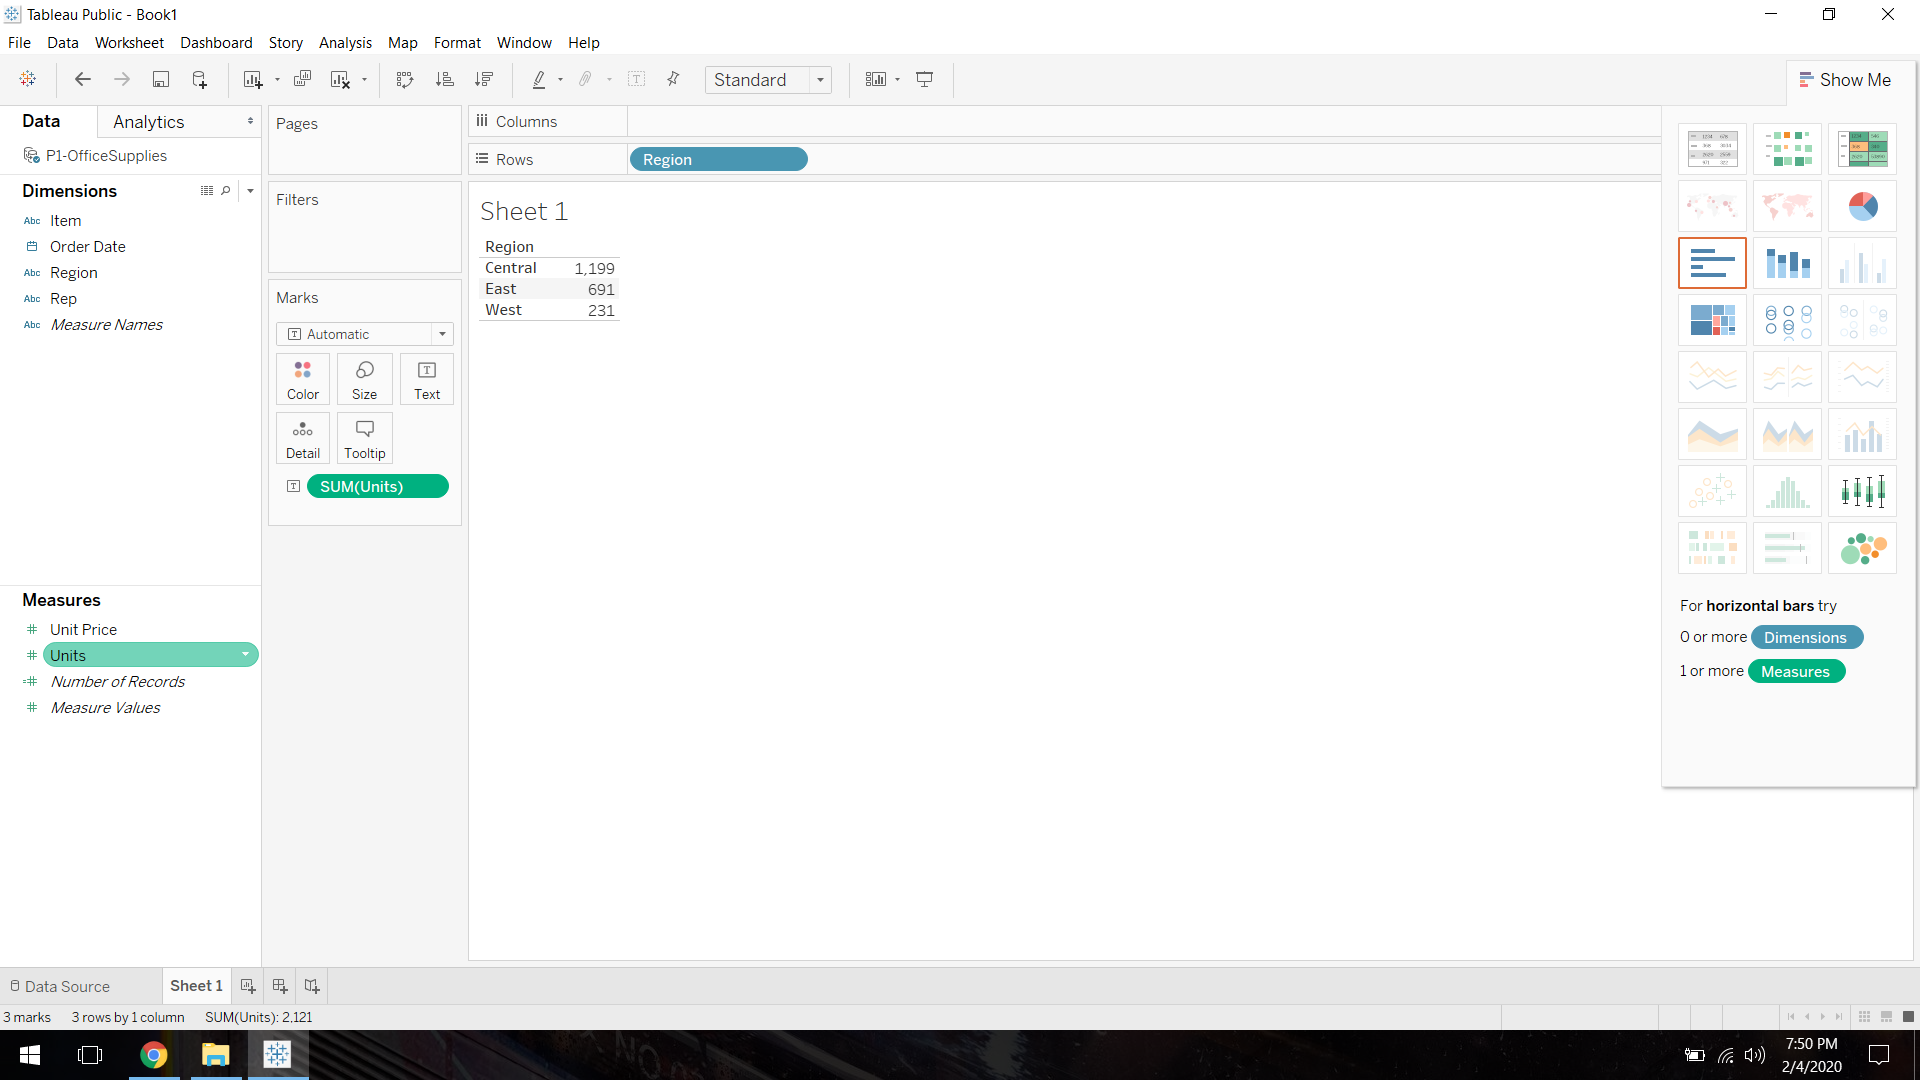 Tableau Public - Book1
File Data Worksheet Dashboard Story Analysis Map Format Window Help
Standard
Show Me
Data
Analytics
P1-OfficeSupplies
Dimensions
Abc Item
Order Date
Abc Region
Abc Rep
Abc Measure Names
Measures
# Unit Price
# Units
=# Number of Records
# Measure Values
Pages
Filters
Marks
T Automatic
Color
Size
T Text
Detail
Tooltip
T SUM(Units)
Columns
Rows
Region
Sheet 1
Region
Central 1,199
East 691
West 231
For horizontal bars try
0 or more Dimensions
1 or more Measures
Data Source
Sheet 1
3 marks 3 rows by 1 column SUM(Units): 2,121
7:50 PM
2/4/2020